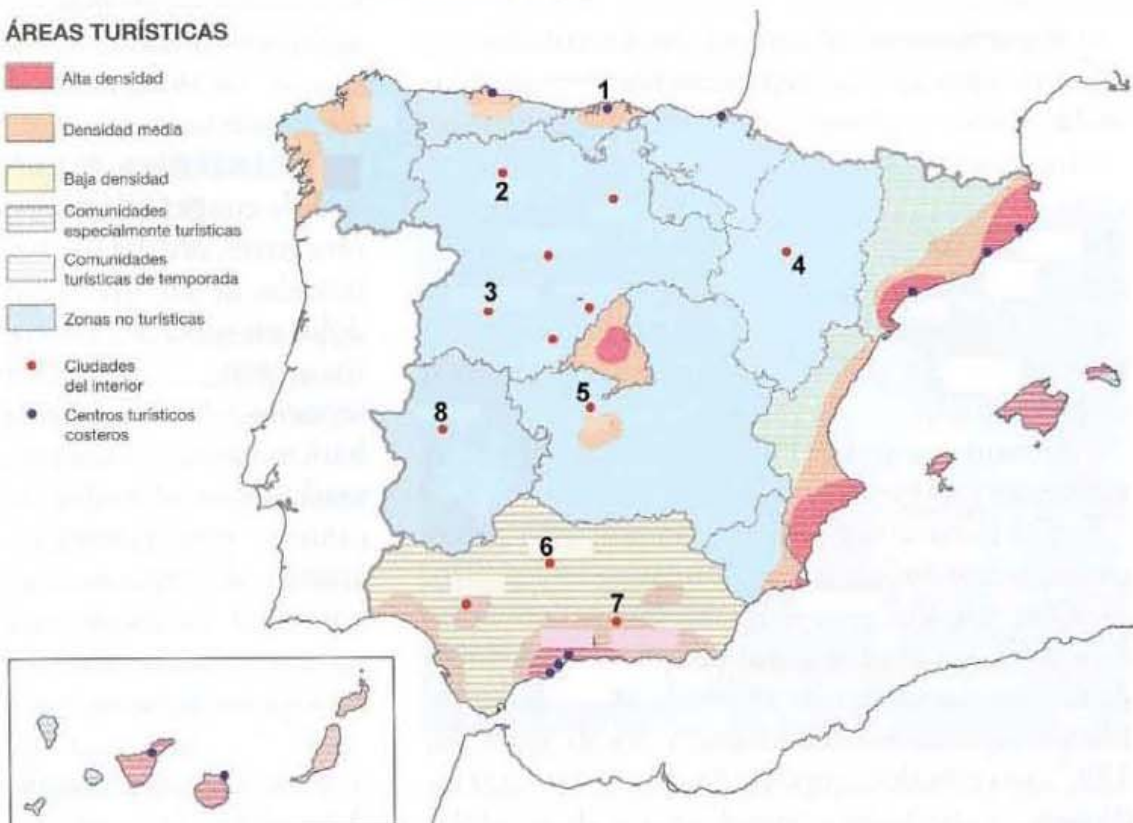 ÁREAS TURÍSTICAS
Alta densidad
Densidad media
Baja densidad
Comunidades
especialmente turísticas
Comunidades
turísticas de temporada
Zonas no turísticas
Ciudades
del interior
Centros turísticos
costeros
1
2
3
4
5
8
6
7